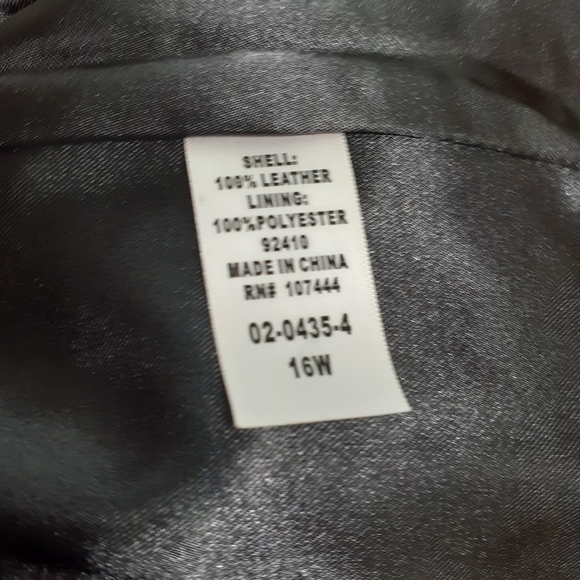 SHELL:
100% LEATHER
LINING:
100%POLYESTER
92410
MADE IN CHINA
RN# 107444
02-0435-4
16W